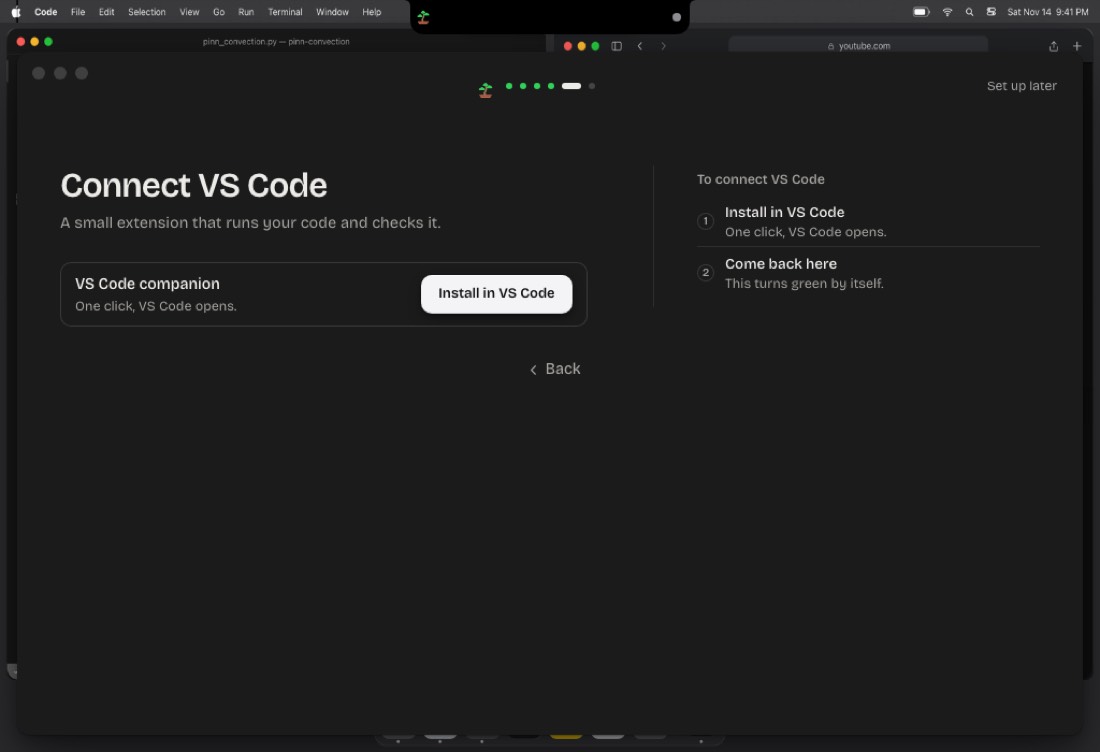 Code File Edit Selection View Go Run Terminal Window Help
Sat Nov 14 9:41 PM
pinn_convection.py — pinn-convection
youtube.com
Set up later
Connect VS Code
A small extension that runs your code and checks it.
VS Code companion
One click, VS Code opens.
Install in VS Code
Back
To connect VS Code
1
Install in VS Code
One click, VS Code opens.
2
Come back here
This turns green by itself.